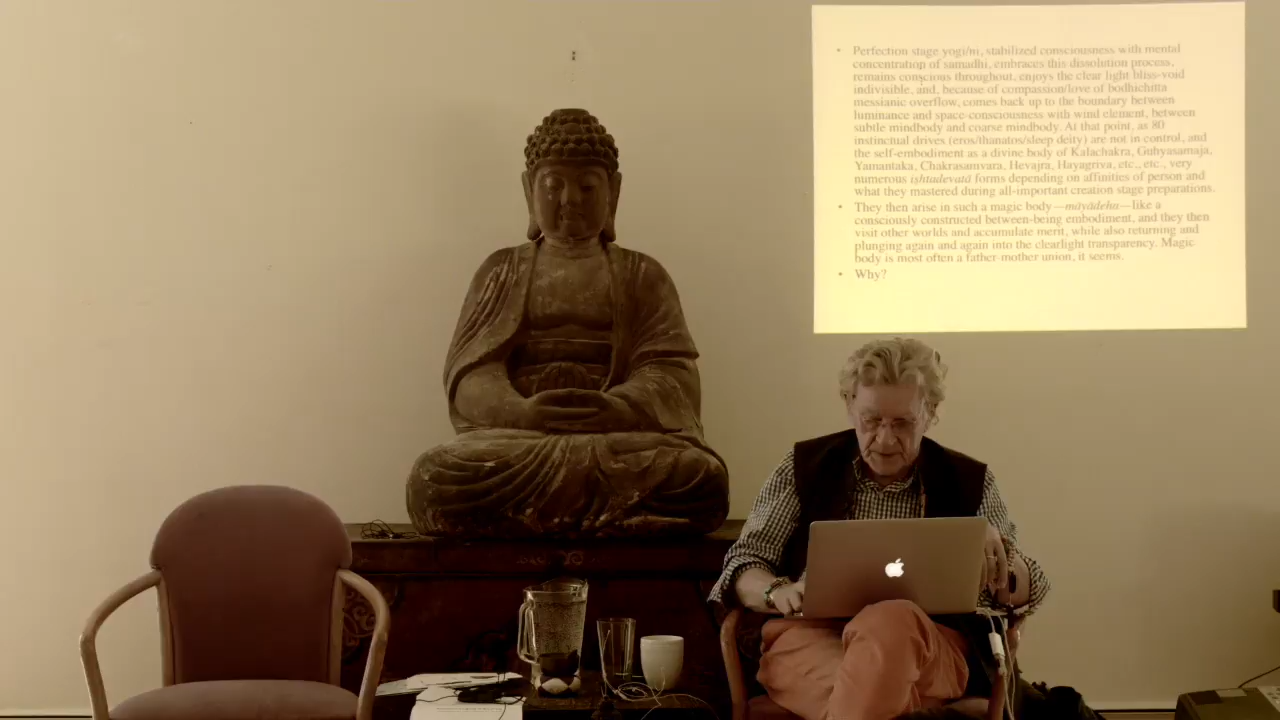 • Perfection stage yogi/ni, stabilized consciousness with mental
concentration of samadhi, embraces this dissolution process,
remains conscious throughout, enjoys the clear light bliss-void
indivisible, and, because of compassion/love of bodhichitta
messianic overflow, comes back up to the boundary between
luminance and space-consciousness with wind element, between
subtle mindbody and coarse mindbody. At that point, as 80
instinctual drives (eros/thanatos/sleep deity) are not in control, and
the self-embodiment as a divine body of Kalachakra, Guhyasamaja,
Yamantaka, Chakrasamvara, Hevajra, Hayagriva, etc., etc., very
numerous ishtadevatā forms depending on affinities of person and
what they mastered during all-important creation stage preparations.
• They then arise in such a magic body—māyādeha—like a
consciously constructed between-being embodiment, and they then
visit other worlds and accumulate merit, while also returning and
plunging again and again into the clearlight transparency. Magic
body is most often a father-mother union, it seems.
• Why?